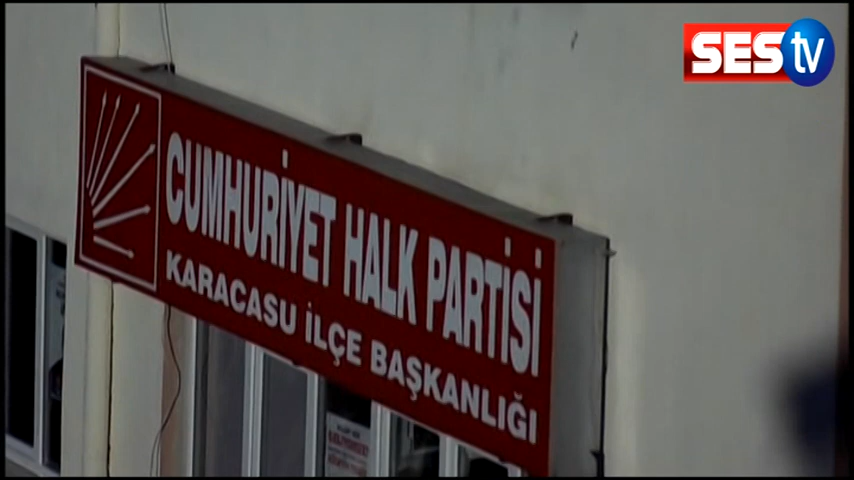 SES tv
CUMHURİYET HALK PARTİSİ
KARACASU İLÇE BAŞKANLIĞI